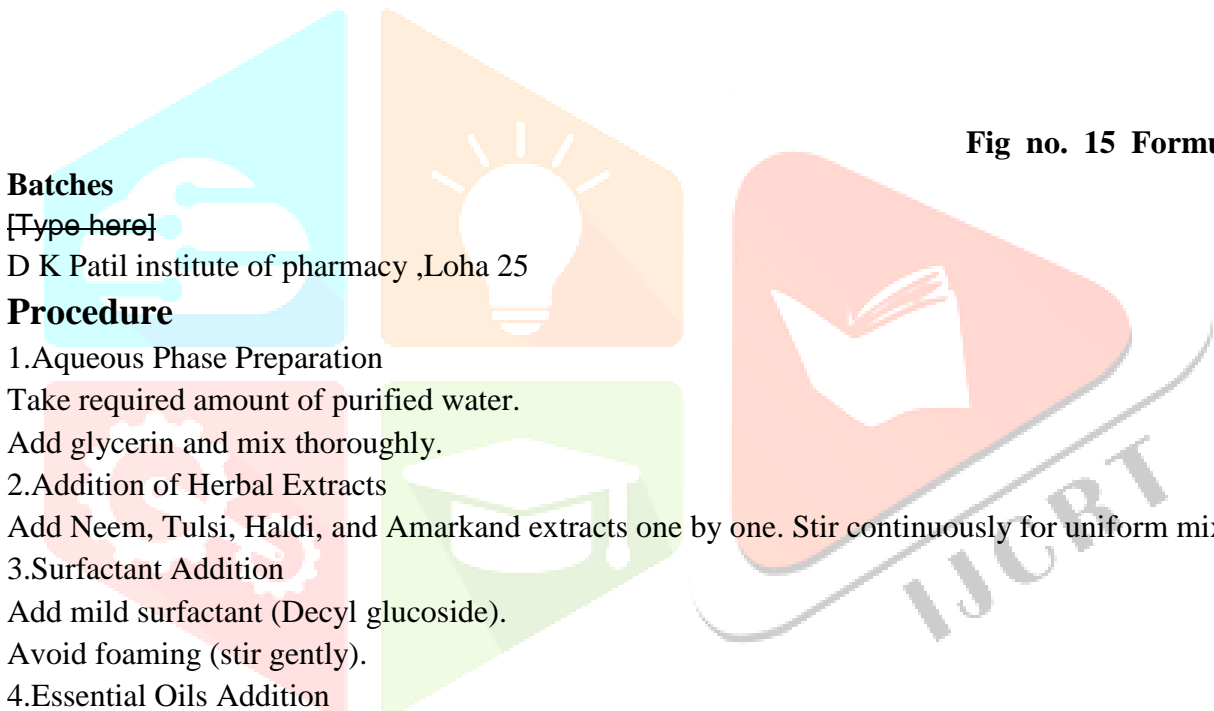 Fig no. 15 Formu
Batches
[Type here]
D K Patil institute of pharmacy ,Loha 25
Procedure
1.Aqueous Phase Preparation
Take required amount of purified water.
Add glycerin and mix thoroughly.
2.Addition of Herbal Extracts
Add Neem, Tulsi, Haldi, and Amarkand extracts one by one. Stir continuously for uniform mix
3.Surfactant Addition
Add mild surfactant (Decyl glucoside).
Avoid foaming (stir gently).
4.Essential Oils Addition
IJCRT